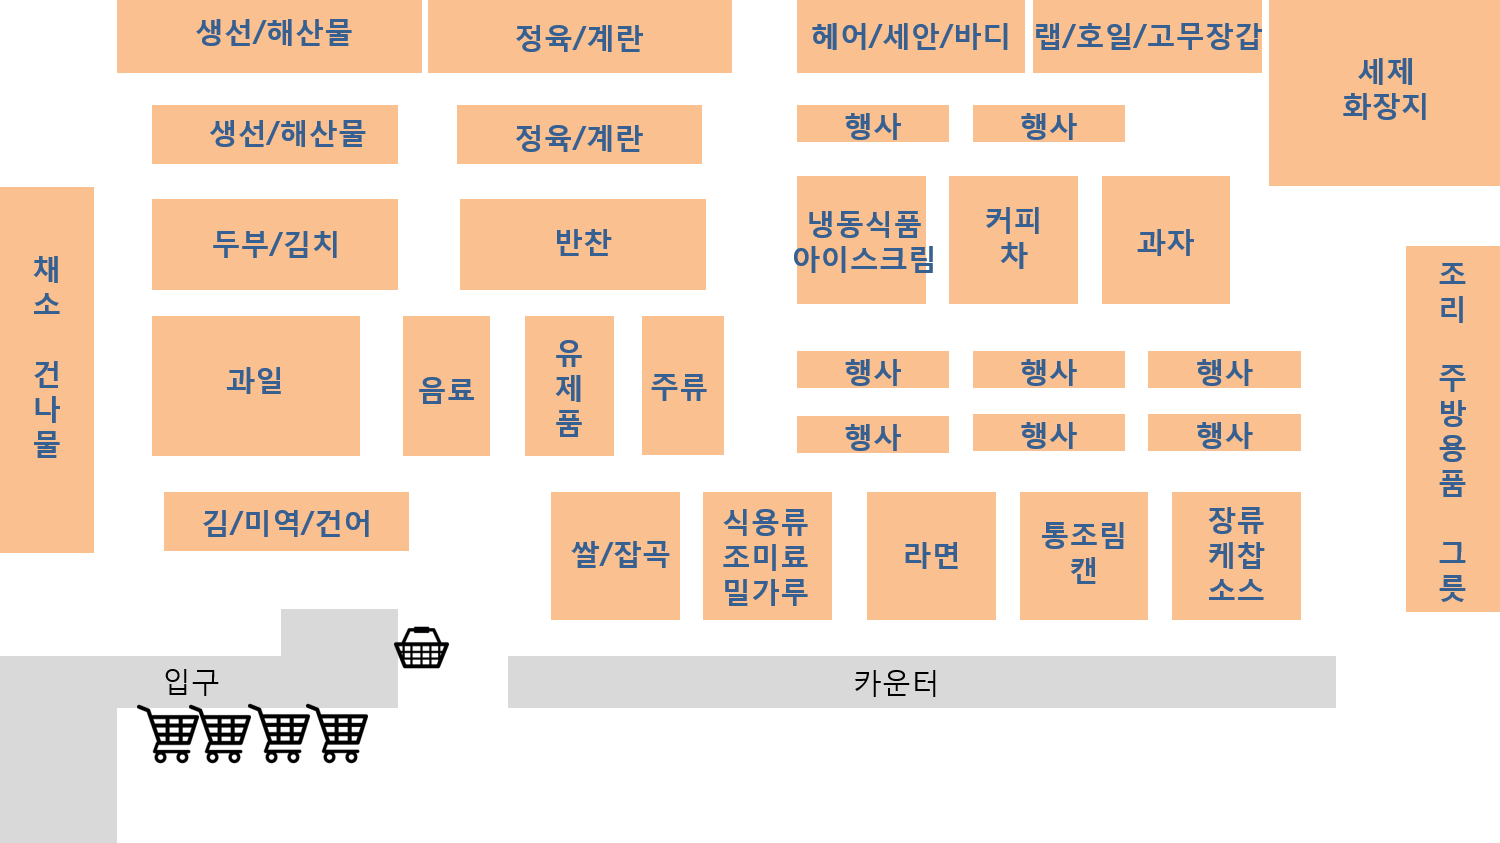 생선/해산물
정육/계란
헤어/세안/바디
랩/호일/고무장갑
세제
화장지
생선/해산물
정육/계란
행사
행사
채
소
건
나
물
두부/김치
반찬
냉동식품
아이스크림
커피
차
과자
조
리
주
방
용
품
그
릇
과일
음료
유
제
품
주류
행사
행사
행사
행사
행사
행사
김/미역/건어
쌀/잡곡
식용류
조미료
밀가루
라면
통조림
캔
장류
케찹
소스
입구
카운터